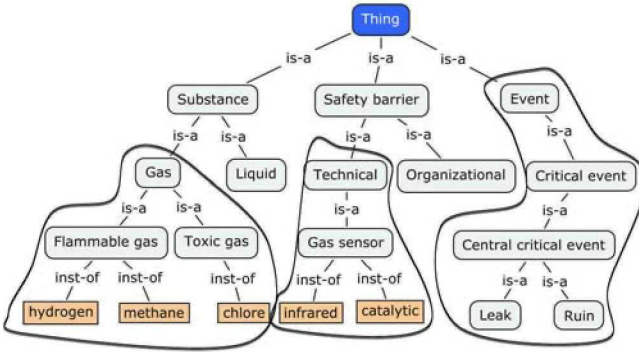 Thing
is-a is-a is-a
Substance Safety barrier Event
is-a is-a is-a is-a is-a
Gas Liquid Technical Organizational Critical event
is-a is-a is-a is-a
Flammable gas Toxic gas Gas sensor Central critical event
inst-of inst-of inst-of inst-of inst-of is-a is-a
hydrogen methane chlore infrared catalytic Leak Ruin